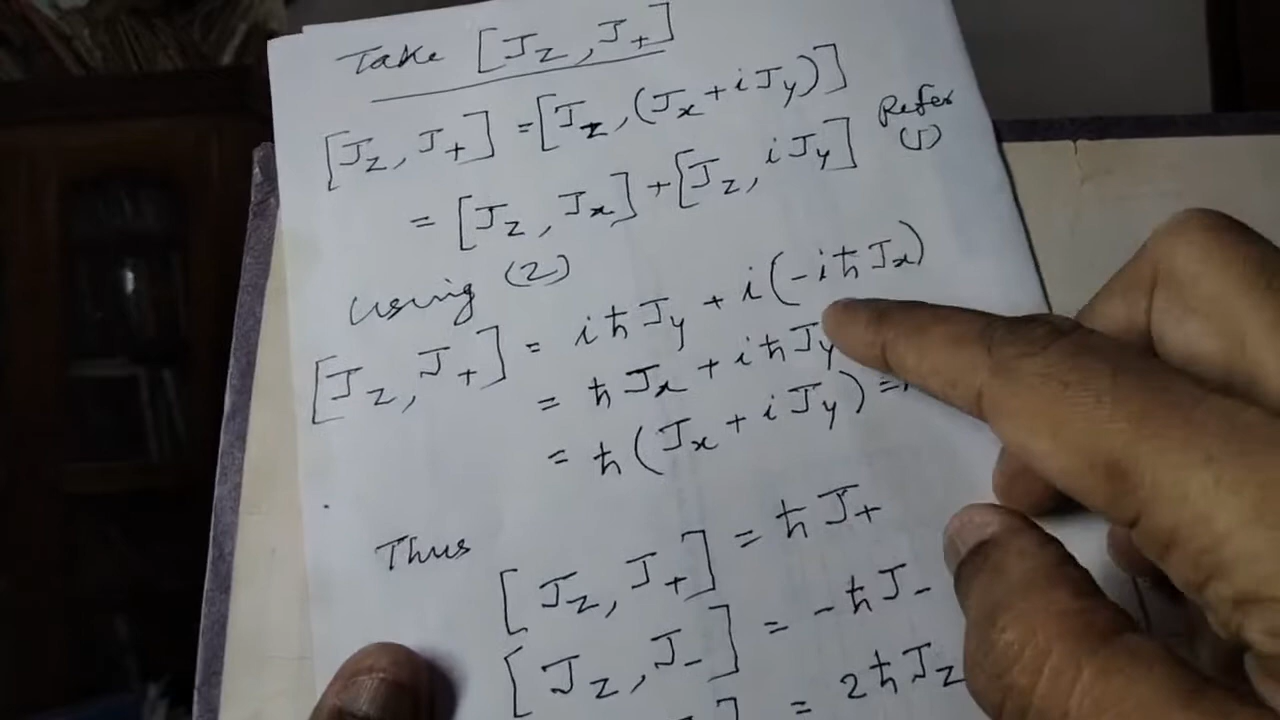 Take [Jz, J+]
[Jz, J+] = [Jz, (Jx + iJy)]
Refer (1)
= [Jz, Jx] + [Jz, iJy]
Using (2)
[Jz, J+] = iħJy + i(-iħJx)
= ħJx + iħJy
= ħ(Jx + iJy) =
Thus
[Jz, J+] = ħJ+
[Jz, J-] = -ħJ-
] = 2ħJz